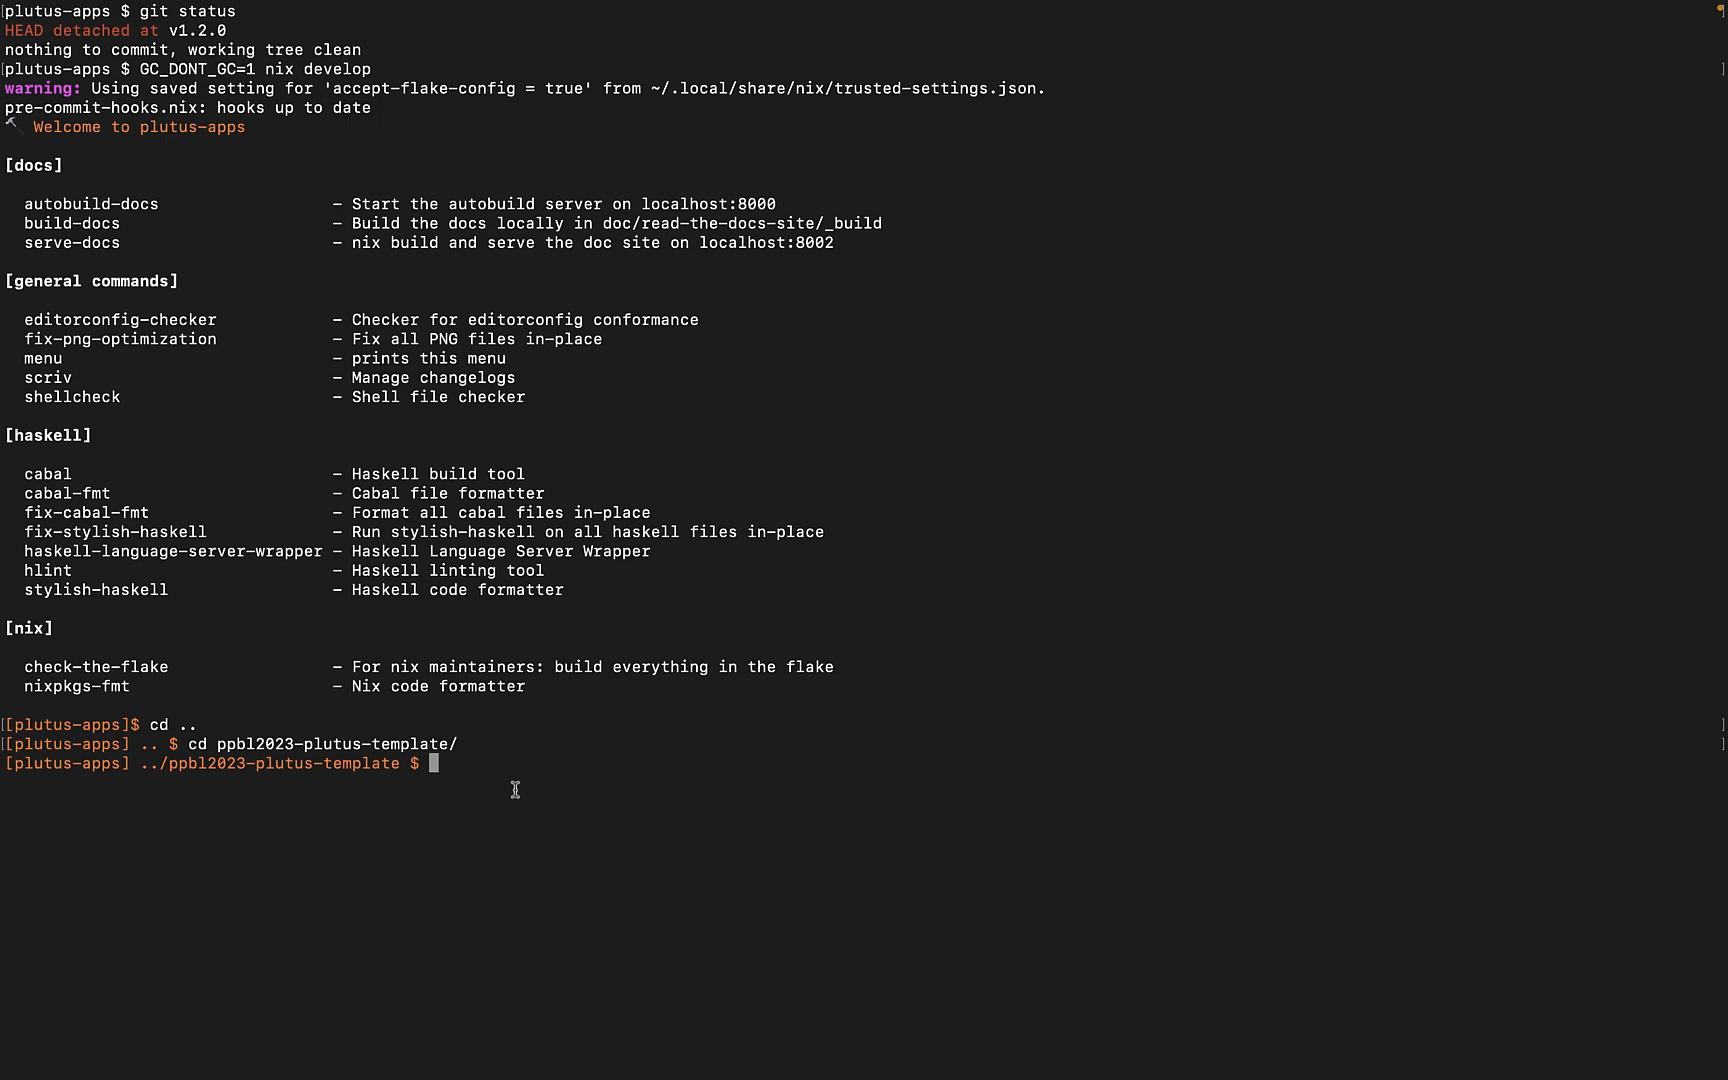 plutus-apps $ git status
HEAD detached at v1.2.0
nothing to commit, working tree clean
plutus-apps $ GC_DONT_GC=1 nix develop
warning: Using saved setting for 'accept-flake-config = true' from ~/.local/share/nix/trusted-settings.json.
pre-commit-hooks.nix: hooks up to date
🔨 Welcome to plutus-apps
[docs]
autobuild-docs - Start the autobuild server on localhost:8000
build-docs - Build the docs locally in doc/read-the-docs-site/_build
serve-docs - nix build and serve the doc site on localhost:8002
[general commands]
editorconfig-checker - Checker for editorconfig conformance
fix-png-optimization - Fix all PNG files in-place
menu - prints this menu
scriv - Manage changelogs
shellcheck - Shell file checker
[haskell]
cabal - Haskell build tool
cabal-fmt - Cabal file formatter
fix-cabal-fmt - Format all cabal files in-place
fix-stylish-haskell - Run stylish-haskell on all haskell files in-place
haskell-language-server-wrapper - Haskell Language Server Wrapper
hlint - Haskell linting tool
stylish-haskell - Haskell code formatter
[nix]
check-the-flake - For nix maintainers: build everything in the flake
nixpkgs-fmt - Nix code formatter
[plutus-apps]$ cd ..
[plutus-apps] .. $ cd ppbl2023-plutus-template/
[plutus-apps] ../ppbl2023-plutus-template $